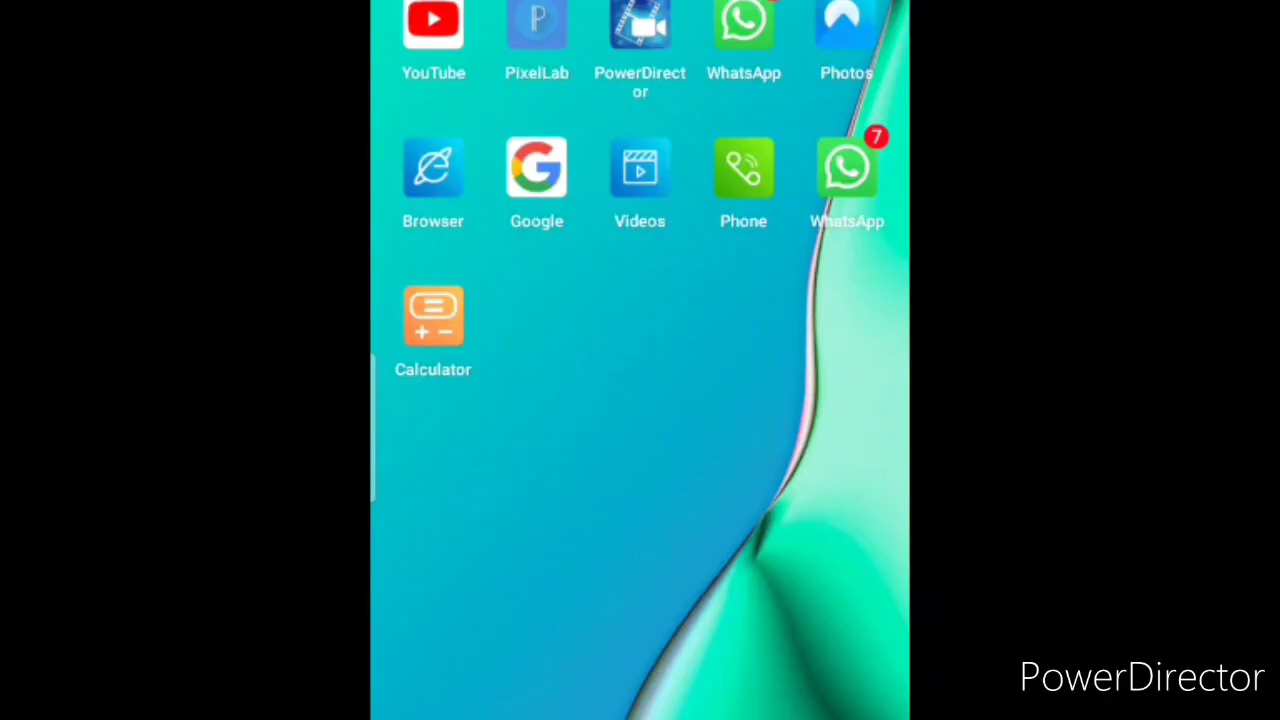 YouTube
PixelLab
PowerDirect
or
WhatsApp
Photos
Browser
Google
Videos
Phone
WhatsApp
7
Calculator
PowerDirector